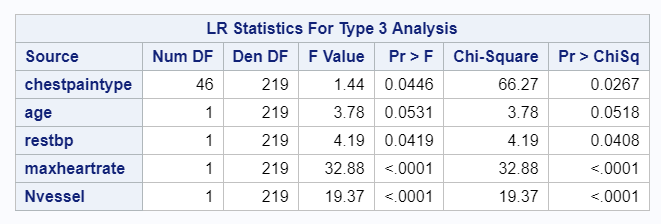 LR Statistics For Type 3 Analysis
Source Num DF Den DF F Value Pr > F Chi-Square Pr > ChiSq
chestpaintype 46 219 1.44 0.0446 66.27 0.0267
age 1 219 3.78 0.0531 3.78 0.0518
restbp 1 219 4.19 0.0419 4.19 0.0408
maxheartrate 1 219 32.88 <.0001 32.88 <.0001
Nvessel 1 219 19.37 <.0001 19.37 <.0001